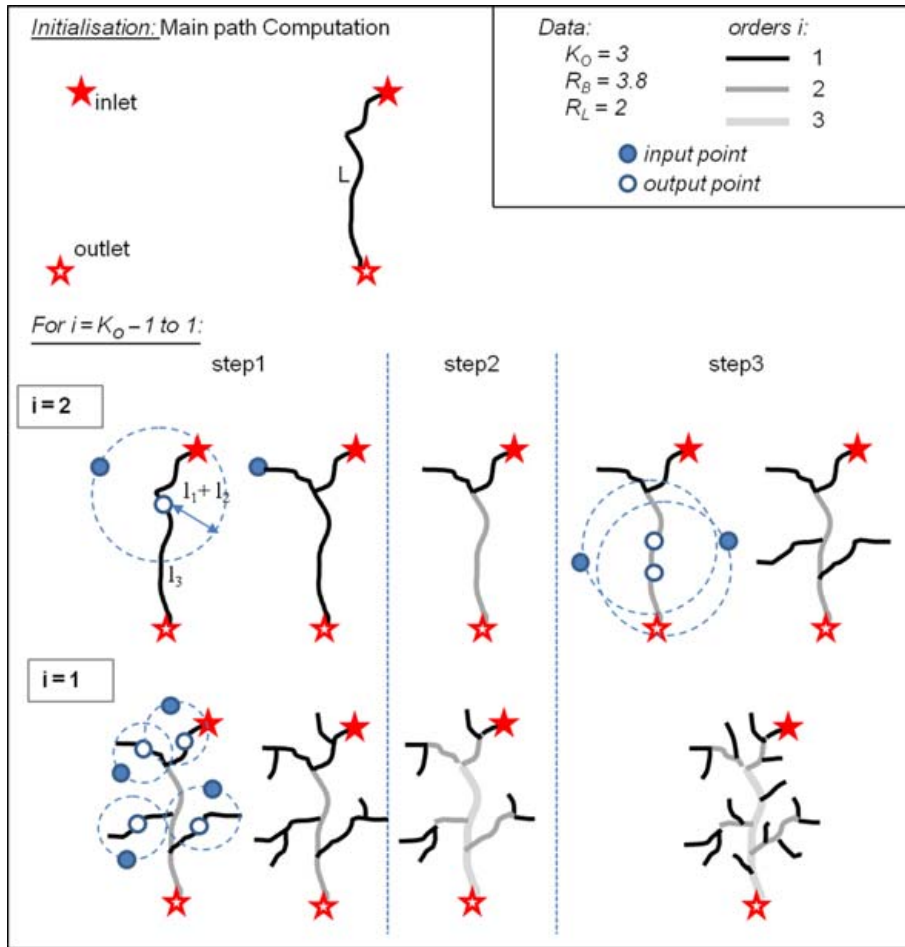 Initialisation: Main path Computation
inlet
L
outlet
Data:
K_O = 3
R_B = 3.8
R_L = 2
orders i:
1
2
3
input point
output point
For i = K_O – 1 to 1:
step1
step2
step3
i = 2
l_1 + l_2
l_3
i = 1